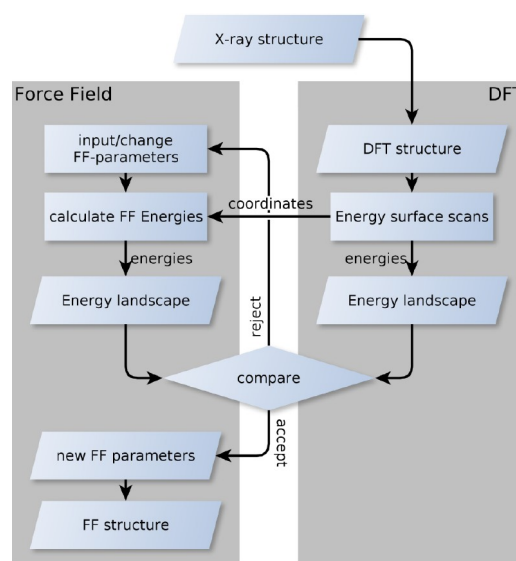 X-ray structure
Force Field
DFT
input/change
FF-parameters
DFT structure
coordinates
calculate FF Energies
Energy surface scans
energies
energies
Energy landscape
Energy landscape
reject
compare
accept
new FF parameters
FF structure